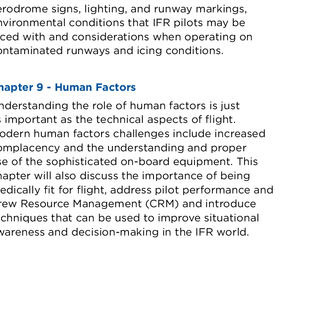 erodrome signs, lighting, and runway markings,
nvironmental conditions that IFR pilots may be
ced with and considerations when operating on
ontaminated runways and icing conditions.
hapter 9 - Human Factors
nderstanding the role of human factors is just
s important as the technical aspects of flight.
odern human factors challenges include increased
omplacency and the understanding and proper
se of the sophisticated on-board equipment. This
hapter will also discuss the importance of being
edically fit for flight, address pilot performance and
rew Resource Management (CRM) and introduce
chniques that can be used to improve situational
wareness and decision-making in the IFR world.